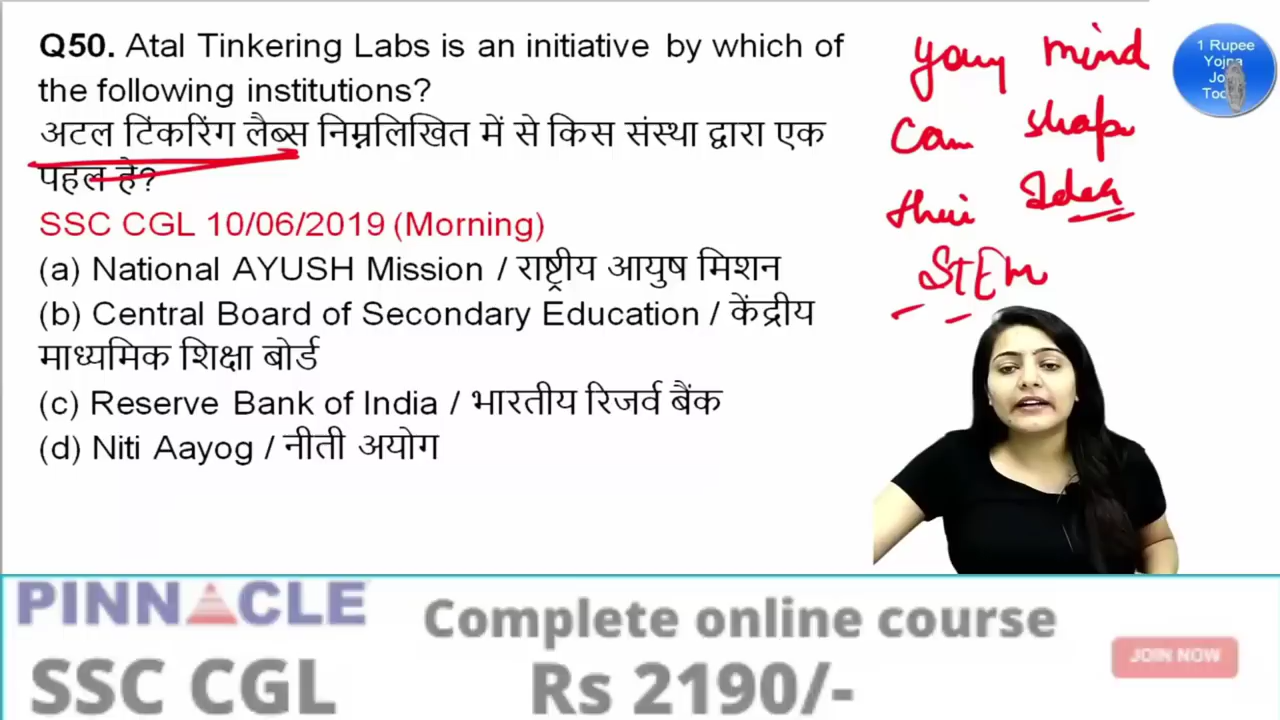 Q50. Atal Tinkering Labs is an initiative by which of
the following institutions?
अटल टिंकरिंग लैब्स निम्नलिखित में से किस संस्था द्वारा एक
पहल है?
SSC CGL 10/06/2019 (Morning)
(a) National AYUSH Mission / राष्ट्रीय आयुष मिशन
(b) Central Board of Secondary Education / केंद्रीय
माध्यमिक शिक्षा बोर्ड
(c) Reserve Bank of India / भारतीय रिजर्व बैंक
(d) Niti Aayog / नीती अयोग
mind
can shape
their Idea
STEM
1 Rupee
Yojna
PINNACLE
SSC CGL
Complete online course
Rs 2190/-
JOIN NOW